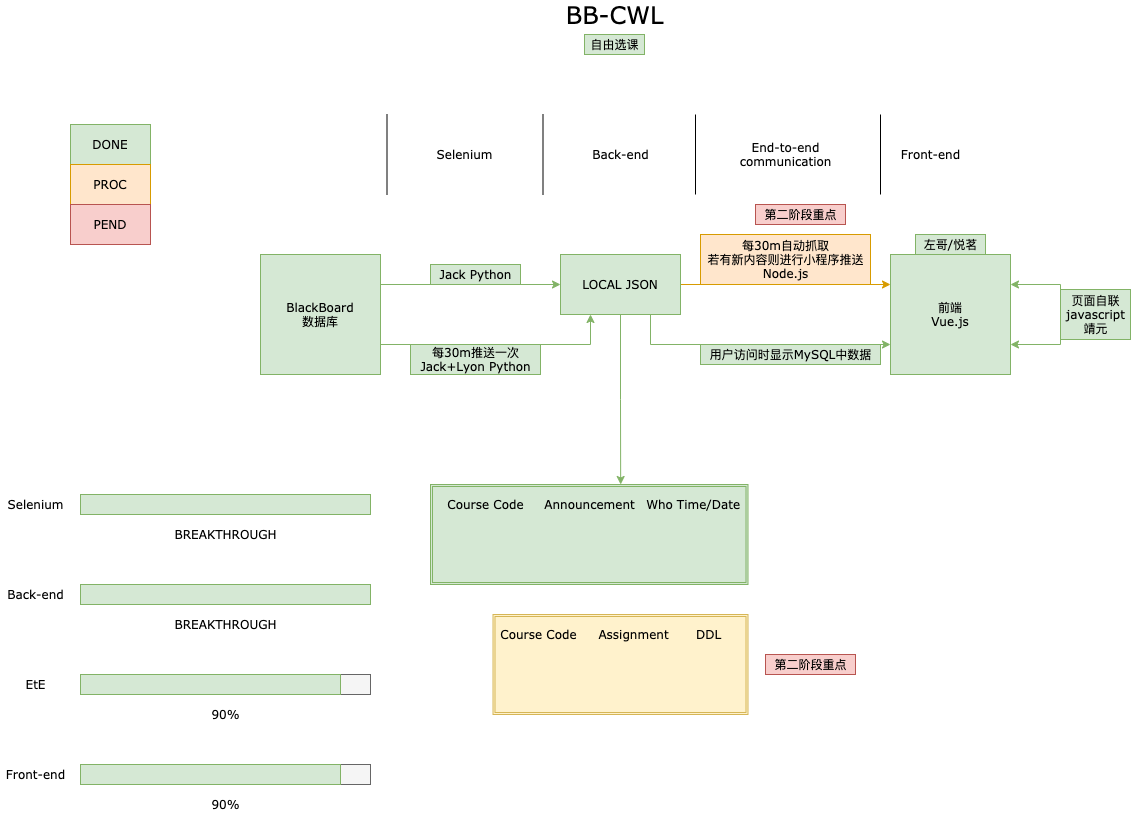 BB-CWL
自由选课
DONE
PROC
PEND
Selenium
Back-end
End-to-end
communication
Front-end
第二阶段重点
BlackBoard
数据库
Jack Python
每30m推送一次
Jack+Lyon Python
LOCAL JSON
每30m自动抓取
若有新内容则进行小程序推送
Node.js
用户访问时显示MySQL中数据
左哥/悦茗
前端
Vue.js
页面自联
javascript
靖元
Course Code Announcement Who Time/Date
Course Code Assignment DDL
第二阶段重点
Selenium
BREAKTHROUGH
Back-end
BREAKTHROUGH
EtE
90%
Front-end
90%